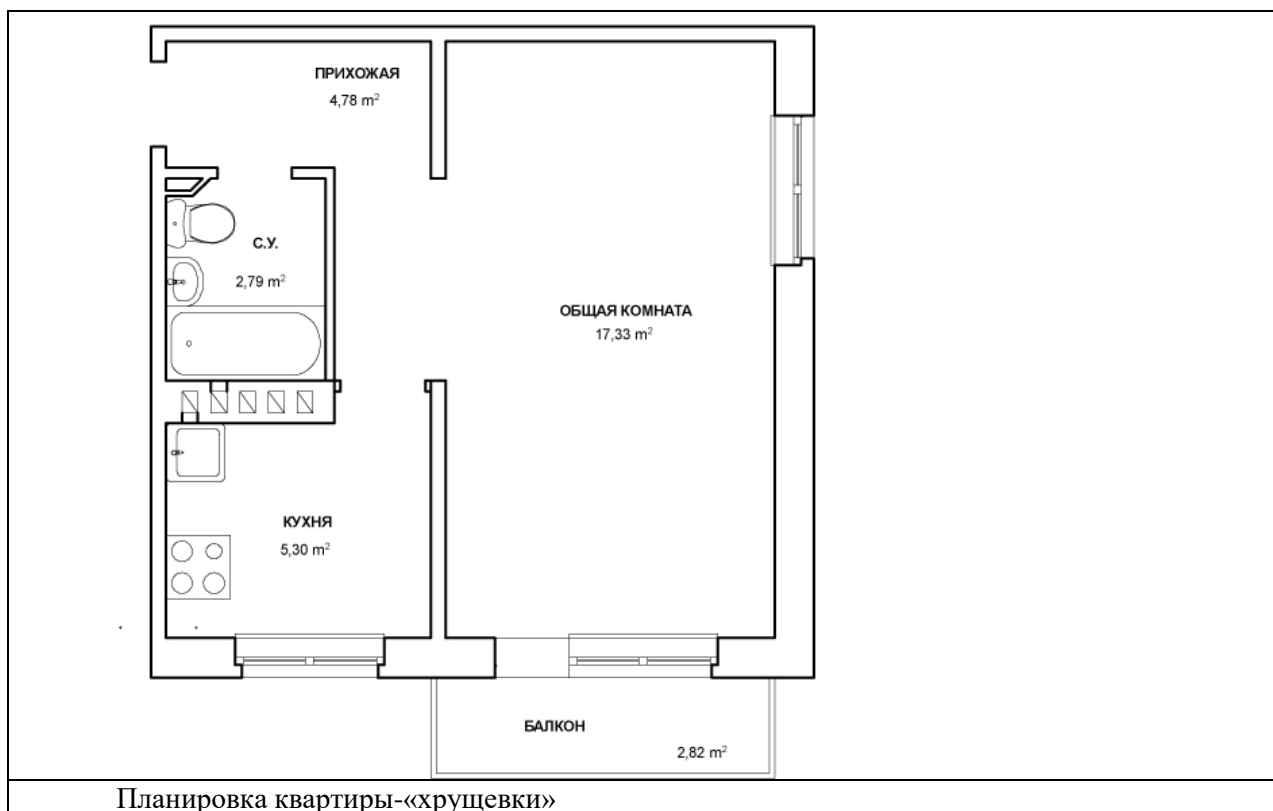 ПРИХОЖАЯ
4,78 m²
С.У.
2,79 m²
ОБЩАЯ КОМНАТА
17,33 m²
КУХНЯ
5,30 m²
БАЛКОН
2,82 m²
Планировка квартиры-«хрущевки»